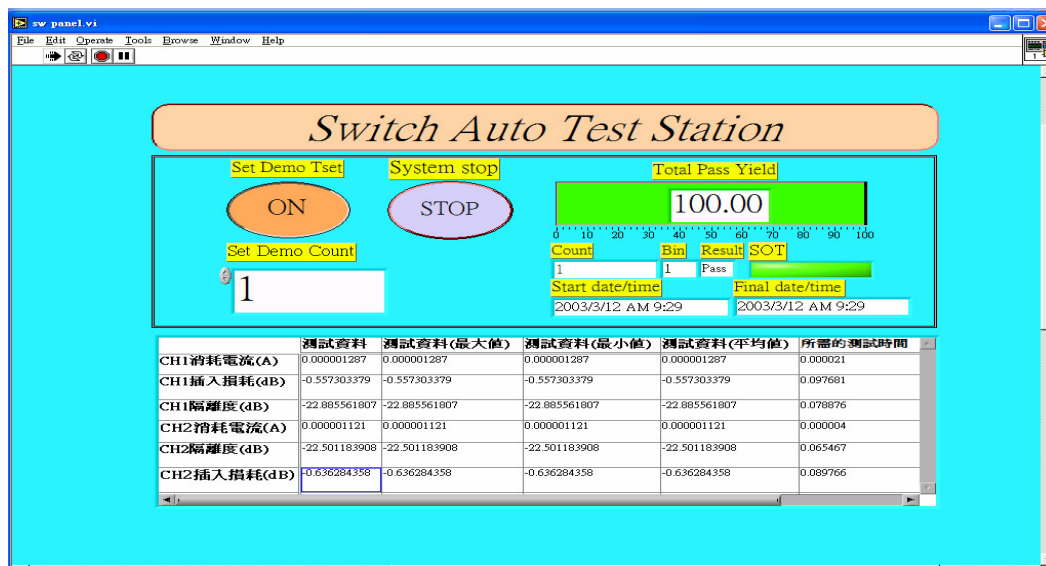 sw panel.vi
File Edit Operate Tools Browse Window Help
1
Switch Auto Test Station
Set Demo Tset
System stop
Total Pass Yield
ON
STOP
100.00
0 10 20 30 40 50 60 70 80 90 100
Set Demo Count
Count Bin Result SOT
1
1 1 Pass
Start date/time Final date/time
2003/3/12 AM 9:29 2003/3/12 AM 9:29
測試資料 測試資料(最大值) 測試資料(最小值) 測試資料(平均值) 所需的測試時間
CH1消耗電流(A) 0.000001287 0.000001287 0.000001287 0.000001287 0.000021
CH1插入損耗(dB) -0.557303379 -0.557303379 -0.557303379 -0.557303379 0.097681
CH1隔離度(dB) -22.885561807 -22.885561807 -22.885561807 -22.885561807 0.078876
CH2消耗電流(A) 0.000001121 0.000001121 0.000001121 0.000001121 0.000004
CH2隔離度(dB) -22.501183908 -22.501183908 -22.501183908 -22.501183908 0.065467
CH2插入損耗(dB) -0.636284358 -0.636284358 -0.636284358 -0.636284358 0.089766